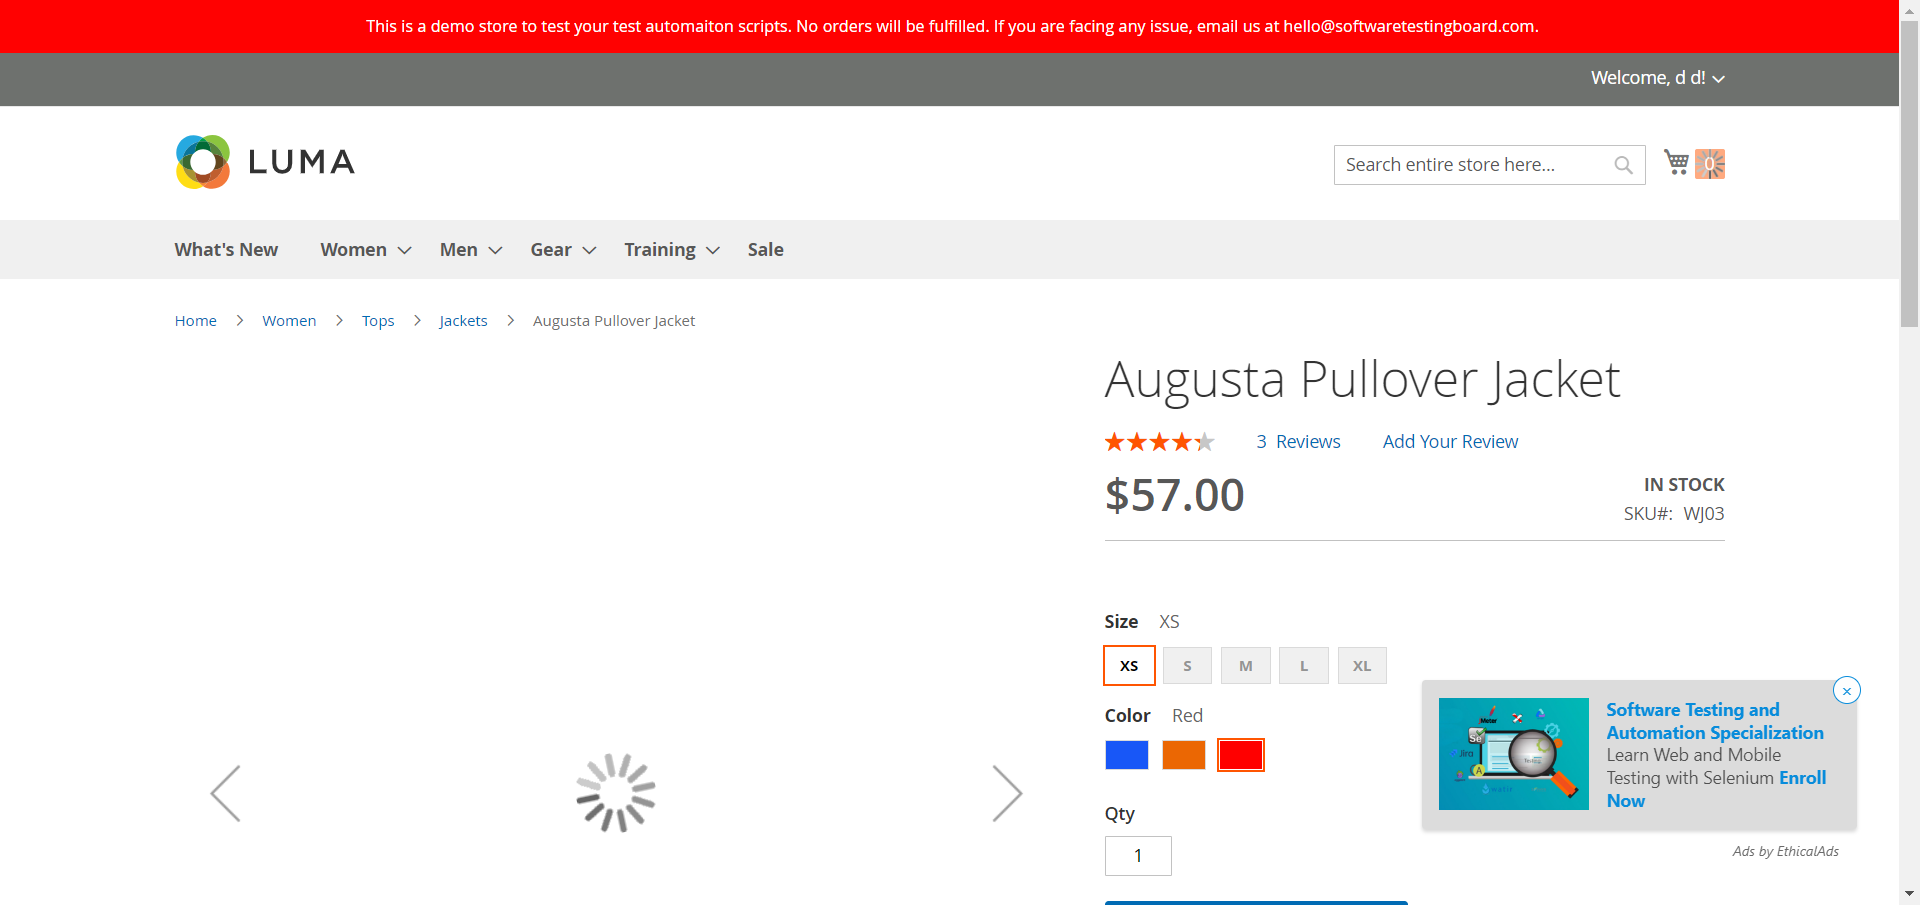 This is a demo store to test your test automaiton scripts. No orders will be fulfilled. If you are facing any issue, email us at hello@softwaretestingboard.com.
Welcome, d d!
LUMA
Search entire store here...
0
What's New Women Men Gear Training Sale
Home Women Tops Jackets Augusta Pullover Jacket
Augusta Pullover Jacket
3 Reviews Add Your Review
$57.00
IN STOCK
SKU#: WJ03
Size XS
XS S M L XL
Color Red
Qty
1
Software Testing and
Automation Specialization
Learn Web and Mobile
Testing with Selenium Enroll
Now
Ads by EthicalAds